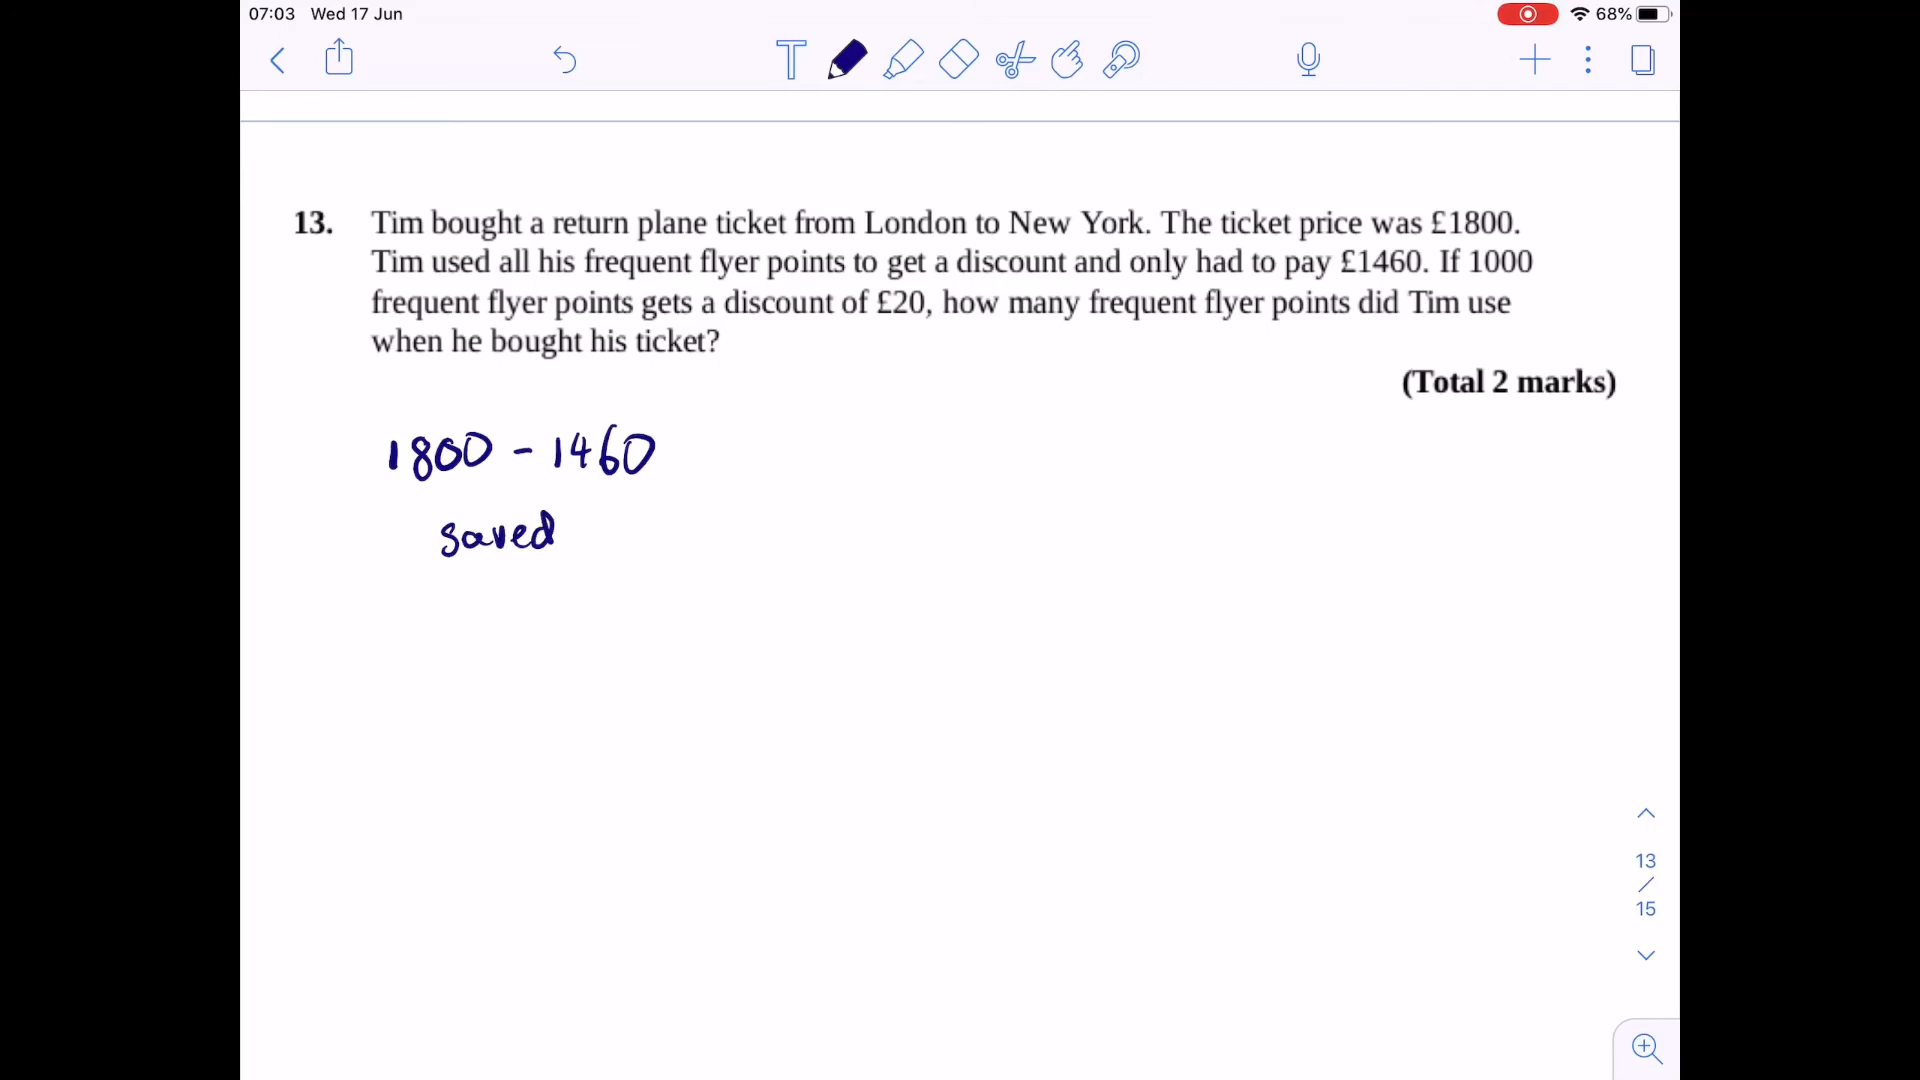 07:03 Wed 17 Jun 68%
T
13. Tim bought a return plane ticket from London to New York. The ticket price was £1800.
Tim used all his frequent flyer points to get a discount and only had to pay £1460. If 1000
frequent flyer points gets a discount of £20, how many frequent flyer points did Tim use
when he bought his ticket?
(Total 2 marks)
1800 - 1460
saved
13
/
15